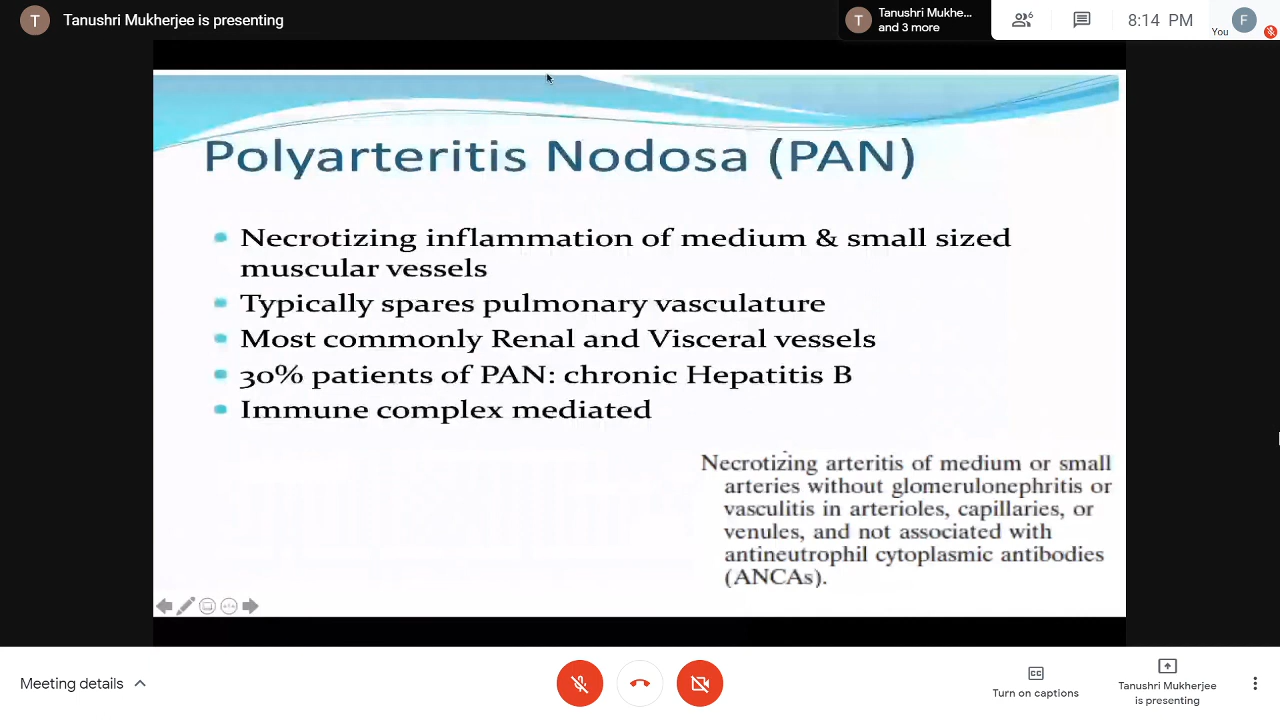 T Tanushri Mukherjee is presenting
T Tanushri Mukhe...
and 3 more
6
8:14 PM
You
F
Polyarteritis Nodosa (PAN)
Necrotizing inflammation of medium & small sized
muscular vessels
Typically spares pulmonary vasculature
Most commonly Renal and Visceral vessels
30% patients of PAN: chronic Hepatitis B
Immune complex mediated
Necrotizing arteritis of medium or small
arteries without glomerulonephritis or
vasculitis in arterioles, capillaries, or
venules, and not associated with
antineutrophil cytoplasmic antibodies
(ANCAs).
Meeting details
CC
Turn on captions
Tanushri Mukherjee
is presenting